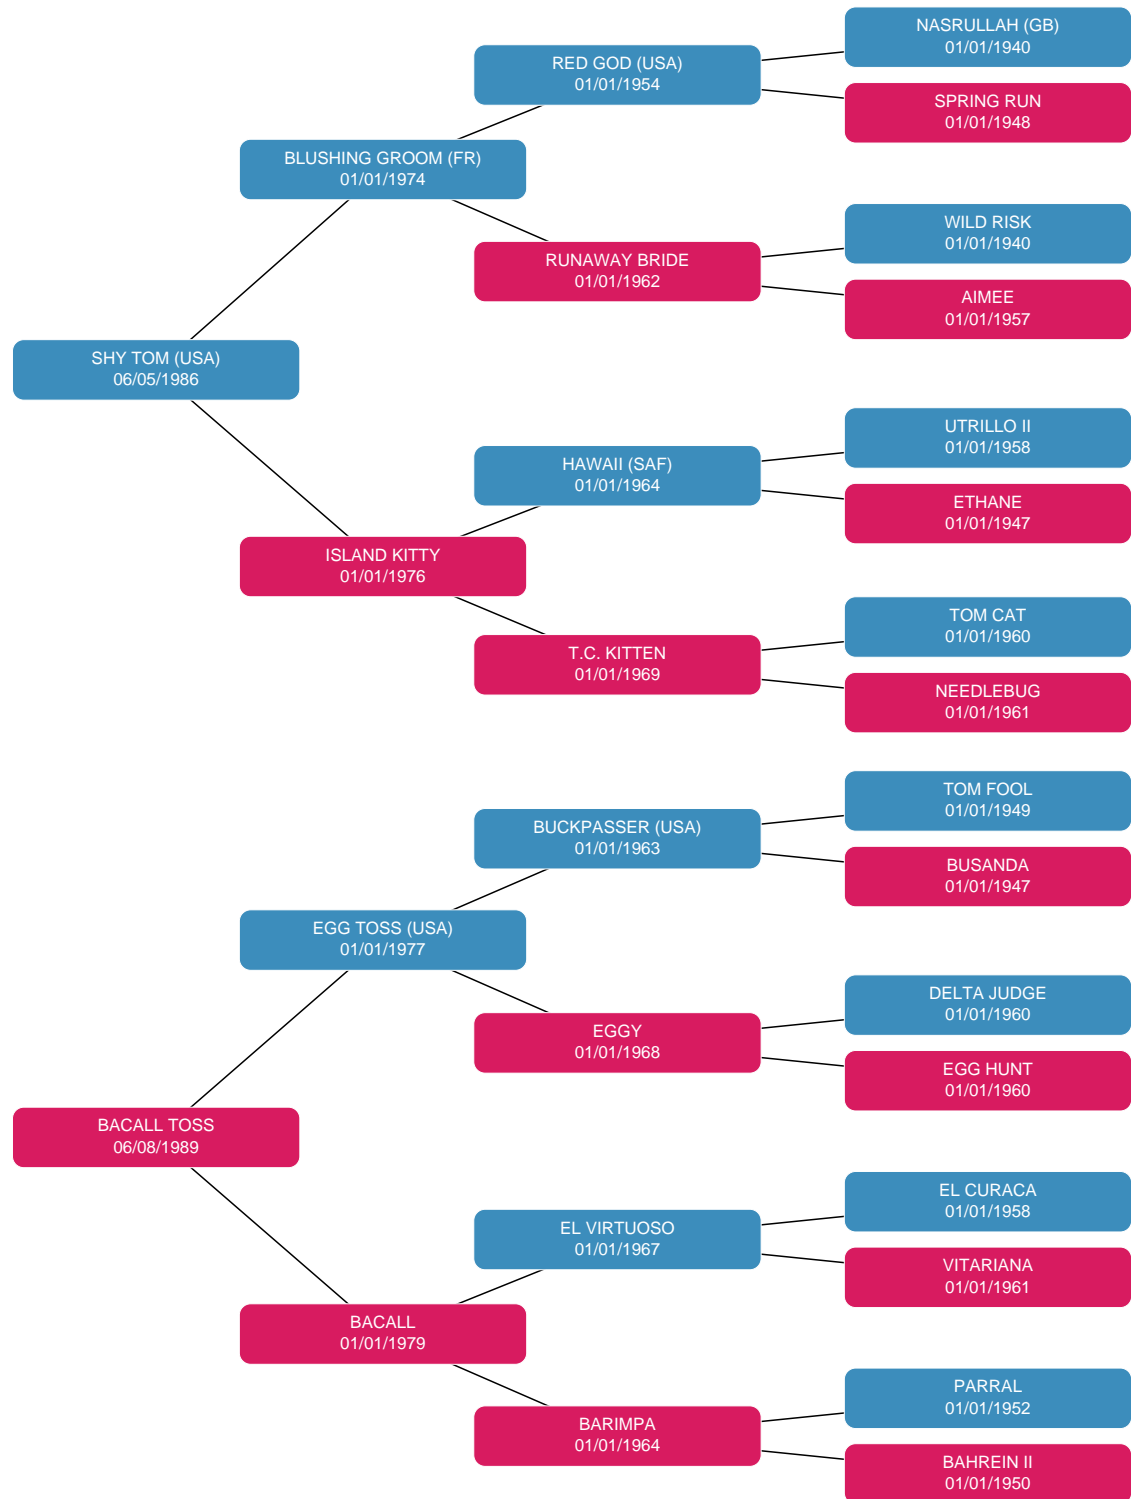 NASRULLAH (GB)
01/01/1940
RED GOD (USA)
01/01/1954
SPRING RUN
01/01/1948
BLUSHING GROOM (FR)
01/01/1974
WILD RISK
01/01/1940
RUNAWAY BRIDE
01/01/1962
AIMEE
01/01/1957
SHY TOM (USA)
06/05/1986
UTRILLO II
01/01/1958
HAWAII (SAF)
01/01/1964
ETHANE
01/01/1947
ISLAND KITTY
01/01/1976
TOM CAT
01/01/1960
T.C. KITTEN
01/01/1969
NEEDLEBUG
01/01/1961
TOM FOOL
01/01/1949
BUCKPASSER (USA)
01/01/1963
BUSANDA
01/01/1947
EGG TOSS (USA)
01/01/1977
DELTA JUDGE
01/01/1960
EGGY
01/01/1968
EGG HUNT
01/01/1960
BACALL TOSS
06/08/1989
EL CURACA
01/01/1958
EL VIRTUOSO
01/01/1967
VITARIANA
01/01/1961
BACALL
01/01/1979
PARRAL
01/01/1952
BARIMPA
01/01/1964
BAHREIN II
01/01/1950